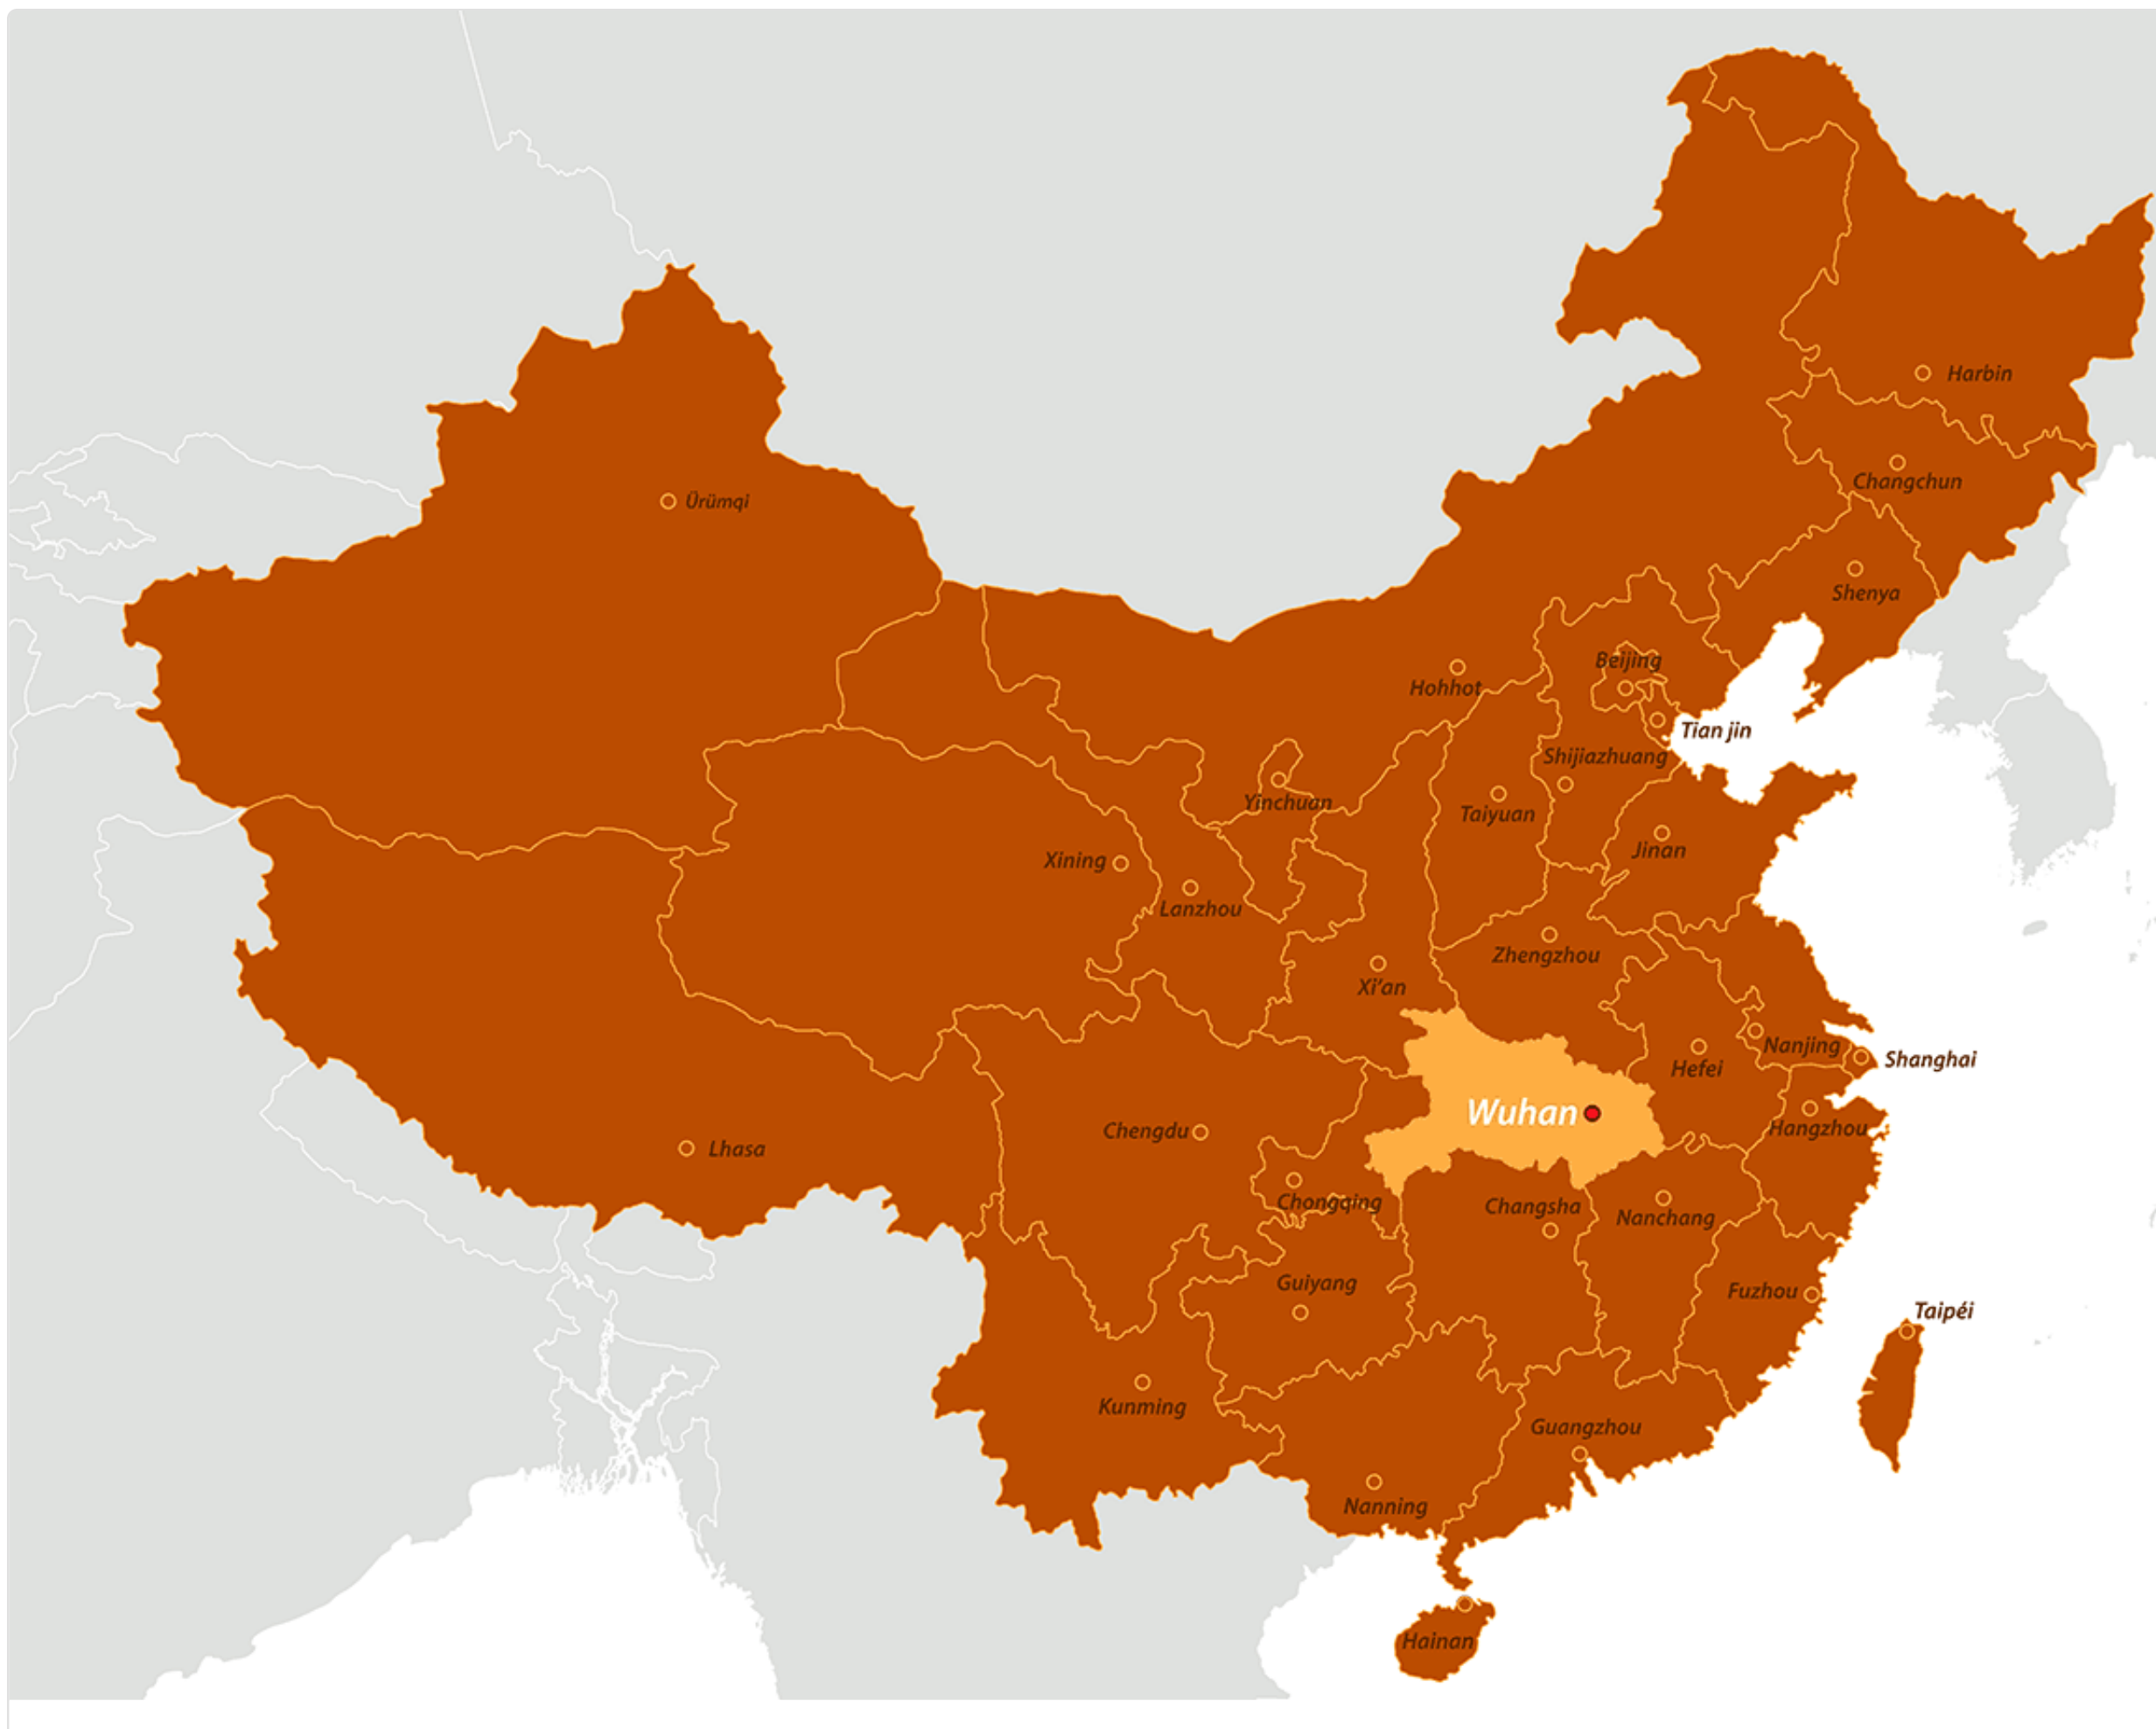 Harbin
Changchun
Ürümqi
Shenya
Beijing
Hohhot
Tian jin
Shijiazhuang
Yinchuan
Taiyuan
Jinan
Xining
Lanzhou
Zhengzhou
Xi'an
Nanjing
Shanghai
Hefei
Wuhan
Hangzhou
Chengdu
Lhasa
Chongqing
Changsha
Nanchang
Guiyang
Fuzhou
Taipéi
Kunming
Guangzhou
Nanning
Hainan